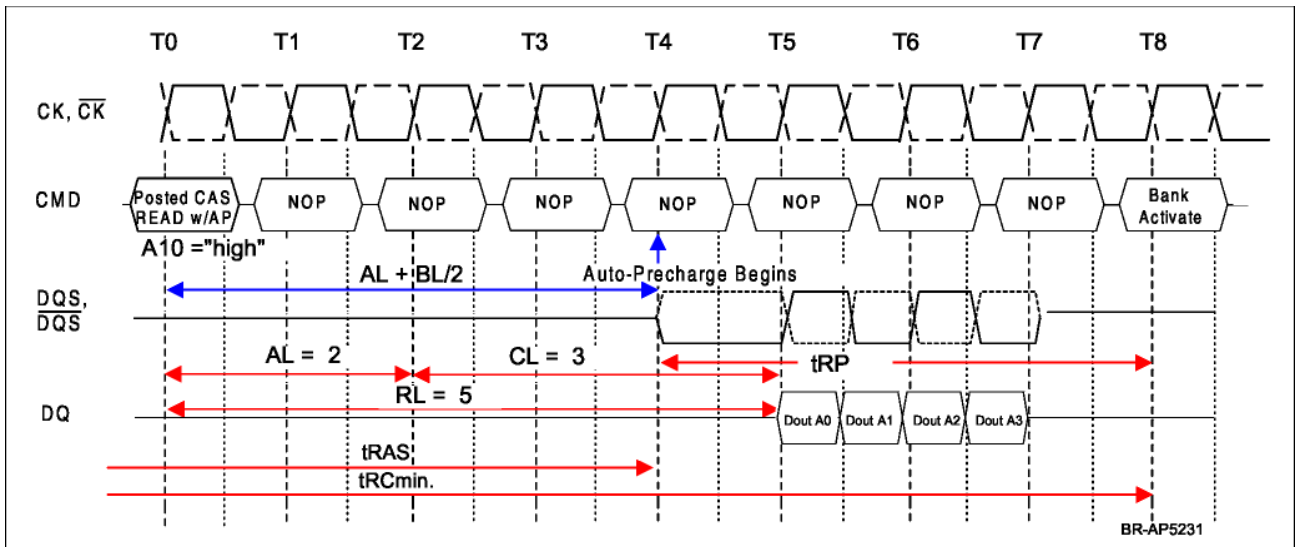 T0 T1 T2 T3 T4 T5 T6 T7 T8
CK, CK
CMD
Posted CAS
READ w/AP
NOP NOP NOP NOP NOP NOP NOP
Bank
Activate
A10 ="high"
AL + BL/2
Auto-Precharge Begins
DQS,
DQS
AL = 2
CL = 3
tRP
RL = 5
DQ
Dout A0 Dout A1 Dout A2 Dout A3
tRAS
tRCmin.
BR-AP5231